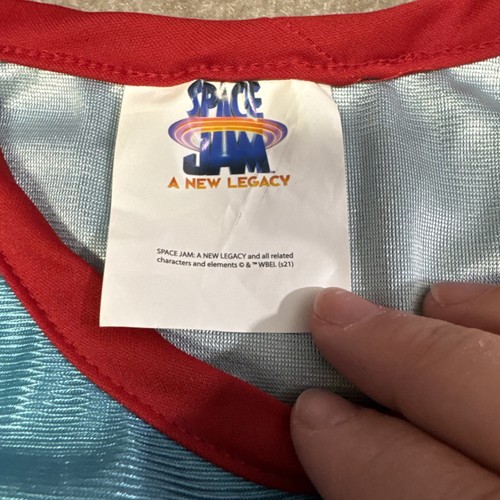 SPACE
JAM
A NEW LEGACY
SPACE JAM: A NEW LEGACY and all related
characters and elements © & ™ WBEI. (s21)